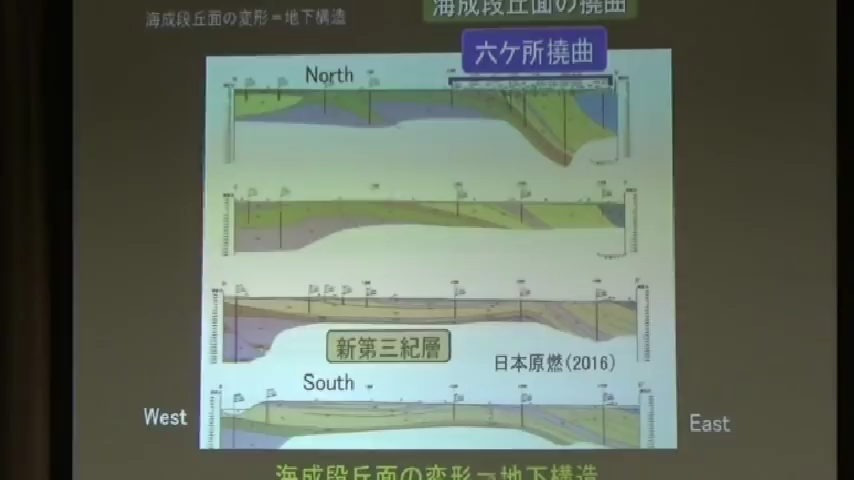 海成段丘面の変形＝地下構造
海成段丘面の撓曲
六ケ所撓曲
North
新第三紀層
日本原燃(2016)
South
West
East
海成段丘面の変形＝地下構造